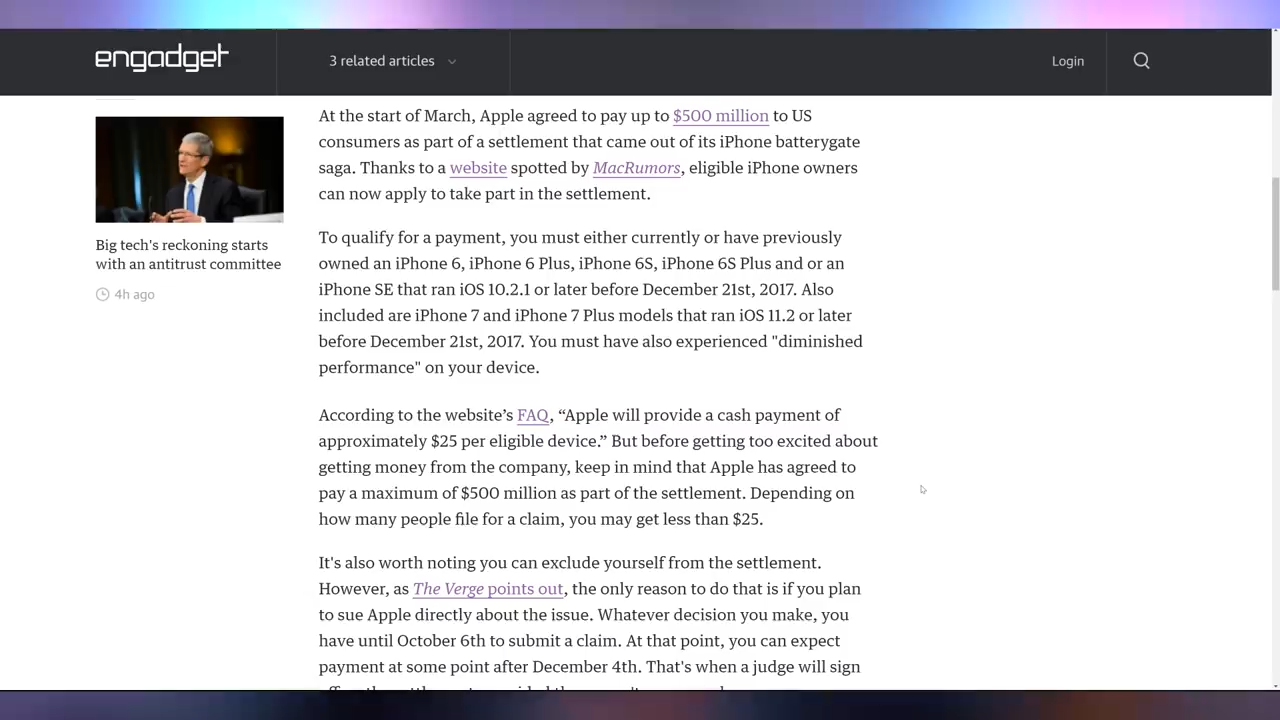 engadget
3 related articles
Login
Big tech's reckoning starts
with an antitrust committee
4h ago
At the start of March, Apple agreed to pay up to $500 million to US
consumers as part of a settlement that came out of its iPhone batterygate
saga. Thanks to a website spotted by MacRumors, eligible iPhone owners
can now apply to take part in the settlement.
To qualify for a payment, you must either currently or have previously
owned an iPhone 6, iPhone 6 Plus, iPhone 6S, iPhone 6S Plus and or an
iPhone SE that ran iOS 10.2.1 or later before December 21st, 2017. Also
included are iPhone 7 and iPhone 7 Plus models that ran iOS 11.2 or later
before December 21st, 2017. You must have also experienced "diminished
performance" on your device.
According to the website’s FAQ, “Apple will provide a cash payment of
approximately $25 per eligible device.” But before getting too excited about
getting money from the company, keep in mind that Apple has agreed to
pay a maximum of $500 million as part of the settlement. Depending on
how many people file for a claim, you may get less than $25.
It's also worth noting you can exclude yourself from the settlement.
However, as The Verge points out, the only reason to do that is if you plan
to sue Apple directly about the issue. Whatever decision you make, you
have until October 6th to submit a claim. At that point, you can expect
payment at some point after December 4th. That's when a judge will sign